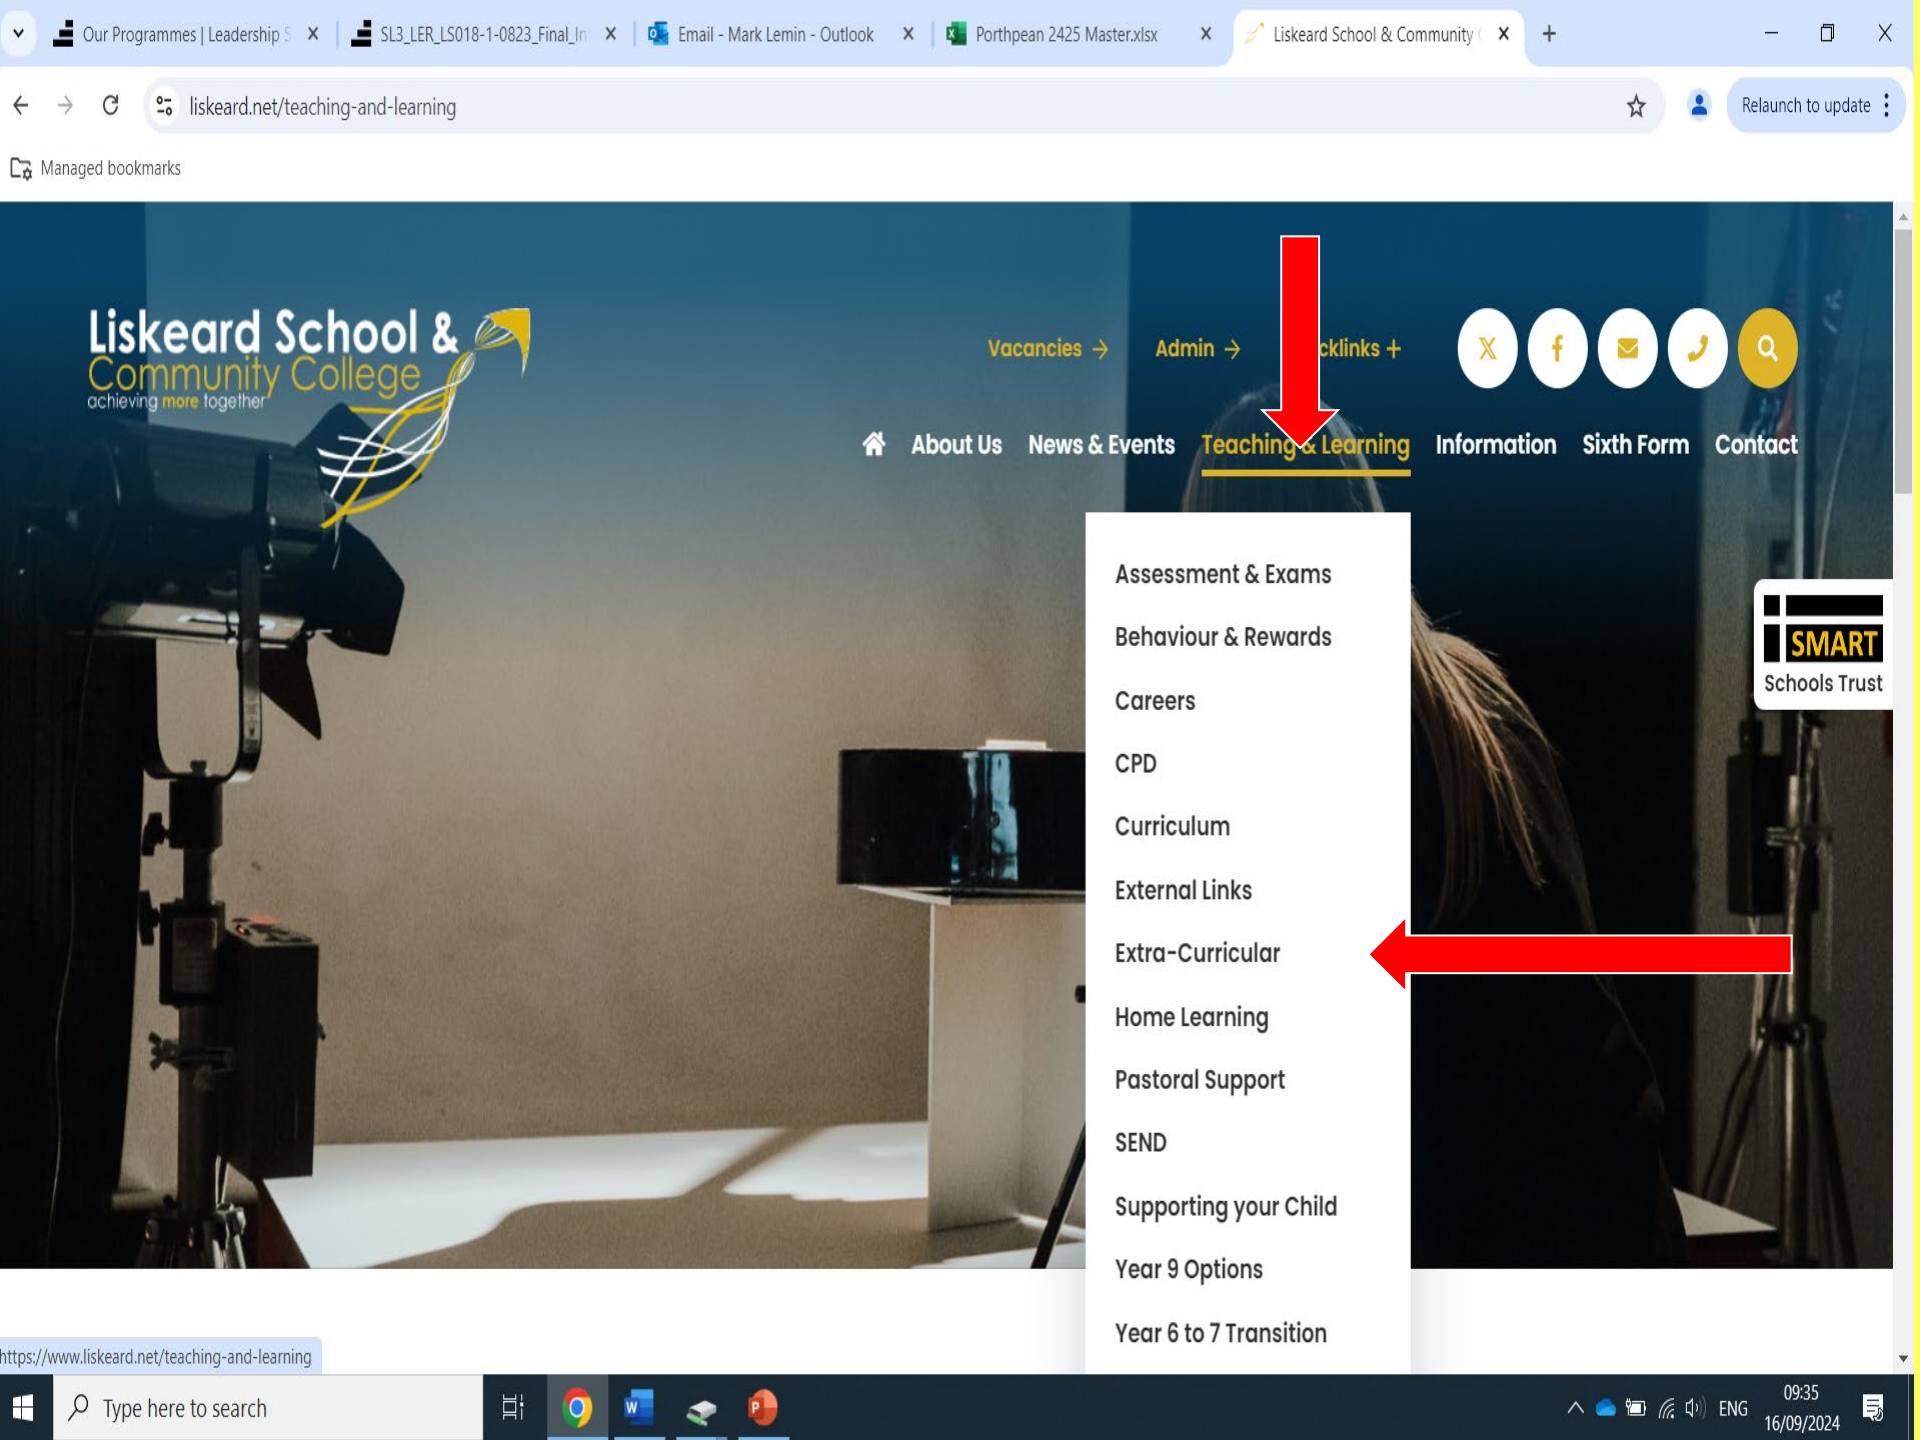 Our Programmes | Leadership S
SL3_LER_LS018-1-0823_Final_In
Email - Mark Lemin - Outlook
Porthpean 2425 Master.xlsx
Liskeard School & Community
liskeard.net/teaching-and-learning
Relaunch to update
Managed bookmarks
Liskeard School &
Community College
achieving more together
Vacancies → Admin → cklinks +
About Us News & Events Teaching & Learning Information Sixth Form Contact
Assessment & Exams
Behaviour & Rewards
Careers
CPD
Curriculum
External Links
Extra-Curricular
Home Learning
Pastoral Support
SEND
Supporting your Child
Year 9 Options
Year 6 to 7 Transition
SMART
Schools Trust
https://www.liskeard.net/teaching-and-learning
Type here to search
ENG
09:35
16/09/2024